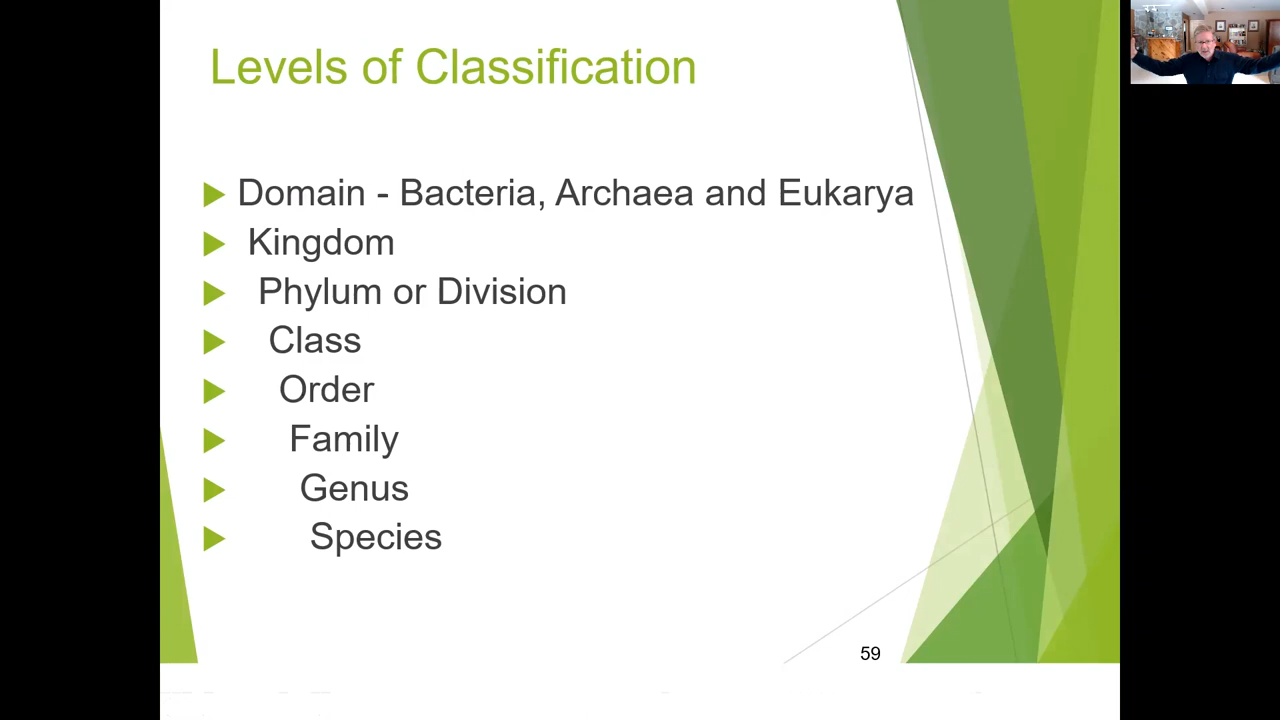 Levels of Classification
Domain - Bacteria, Archaea and Eukarya
Kingdom
Phylum or Division
Class
Order
Family
Genus
Species
59